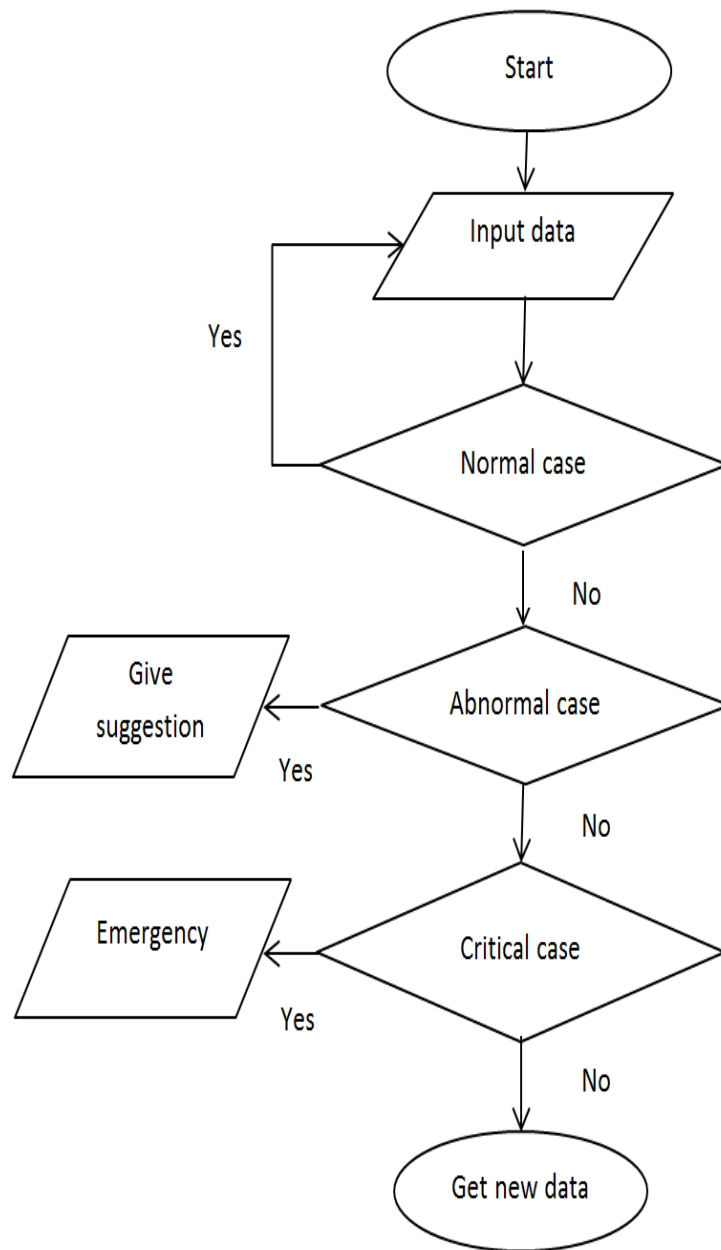 Start
Input data
Yes
Normal case
No
Give
suggestion
Abnormal case
Yes
No
Emergency
Critical case
Yes
No
Get new data